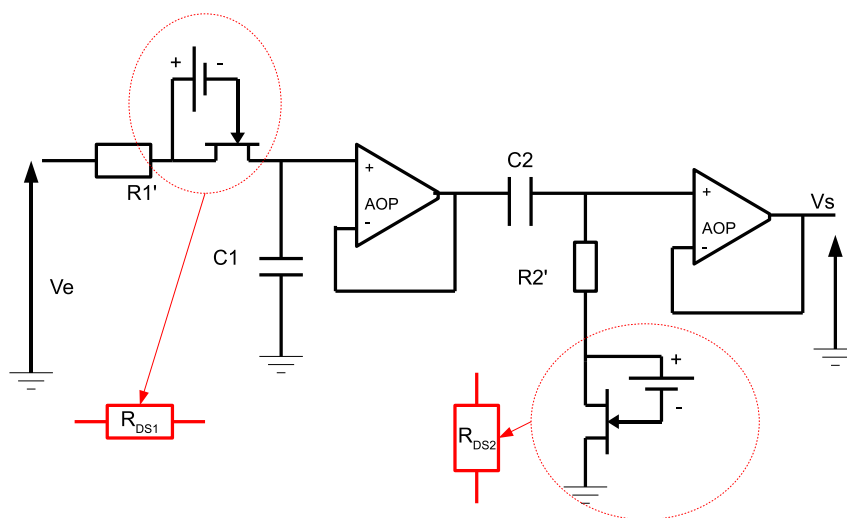 + -
R1'
+
AOP
-
C2
+
AOP
-
Vs
C1
R2'
Ve
+
-
RDS1
RDS2